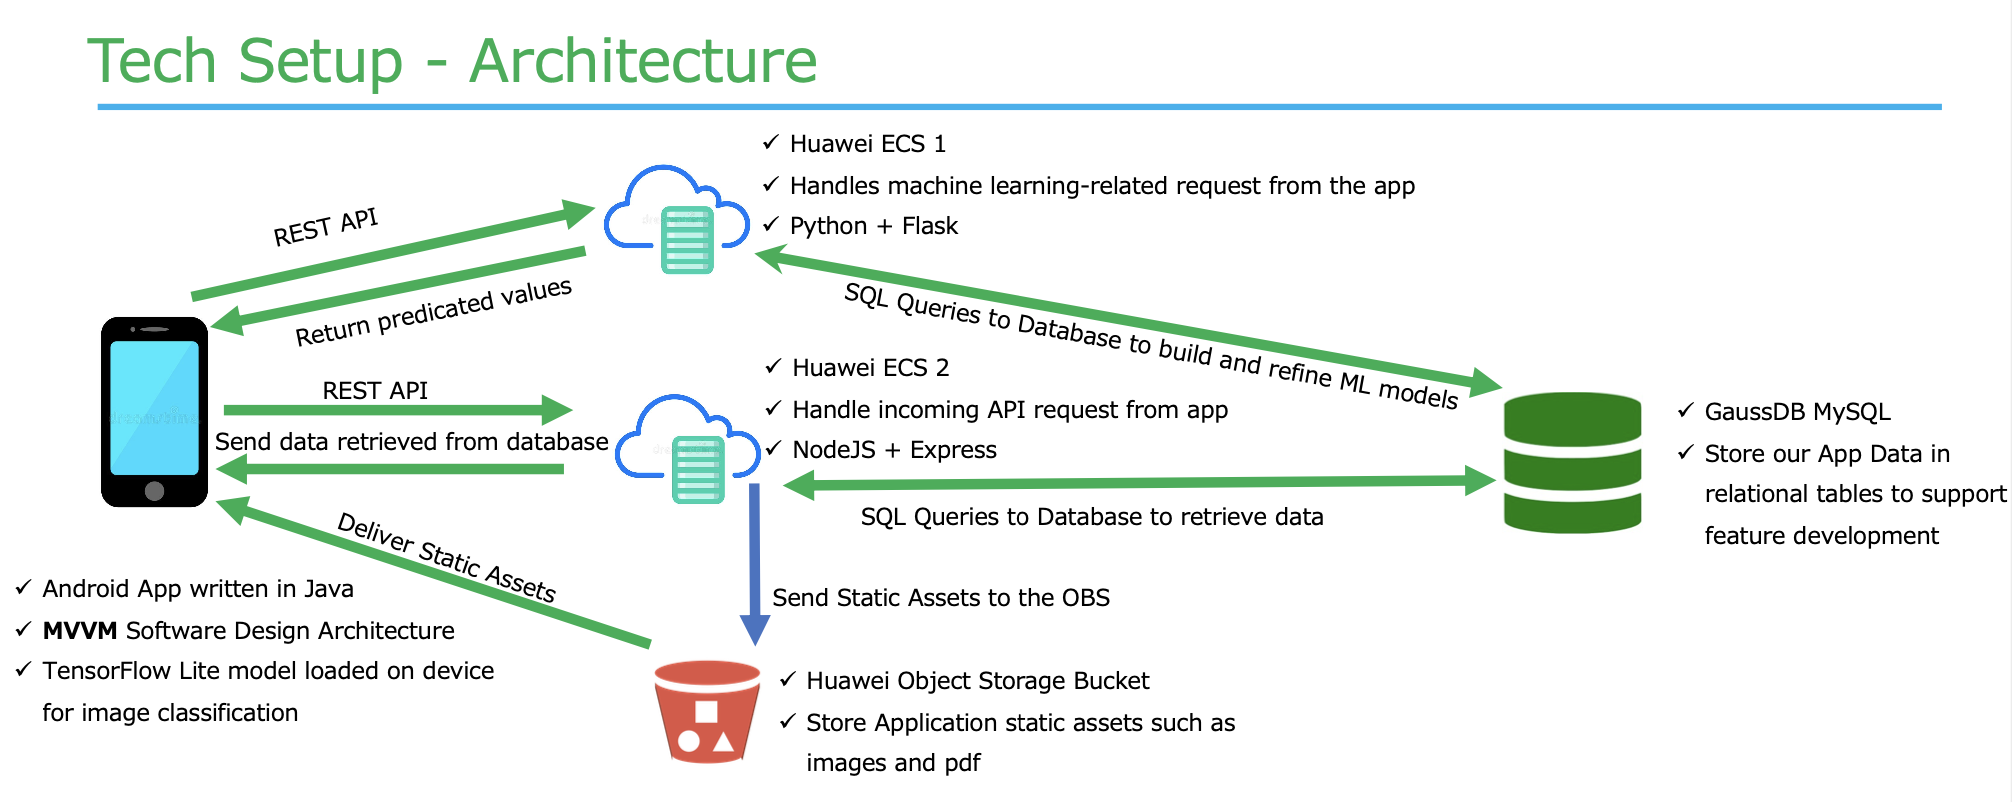 Tech Setup - Architecture
✓ Huawei ECS 1
✓ Handles machine learning-related request from the app
✓ Python + Flask
REST API
Return predicated values
SQL Queries to Database to build and refine ML models
REST API
Send data retrieved from database
✓ Huawei ECS 2
✓ Handle incoming API request from app
✓ NodeJS + Express
SQL Queries to Database to retrieve data
✓ GaussDB MySQL
✓ Store our App Data in
relational tables to support
feature development
Deliver Static Assets
Send Static Assets to the OBS
✓ Android App written in Java
✓ MVVM Software Design Architecture
✓ TensorFlow Lite model loaded on device
for image classification
✓ Huawei Object Storage Bucket
✓ Store Application static assets such as
images and pdf